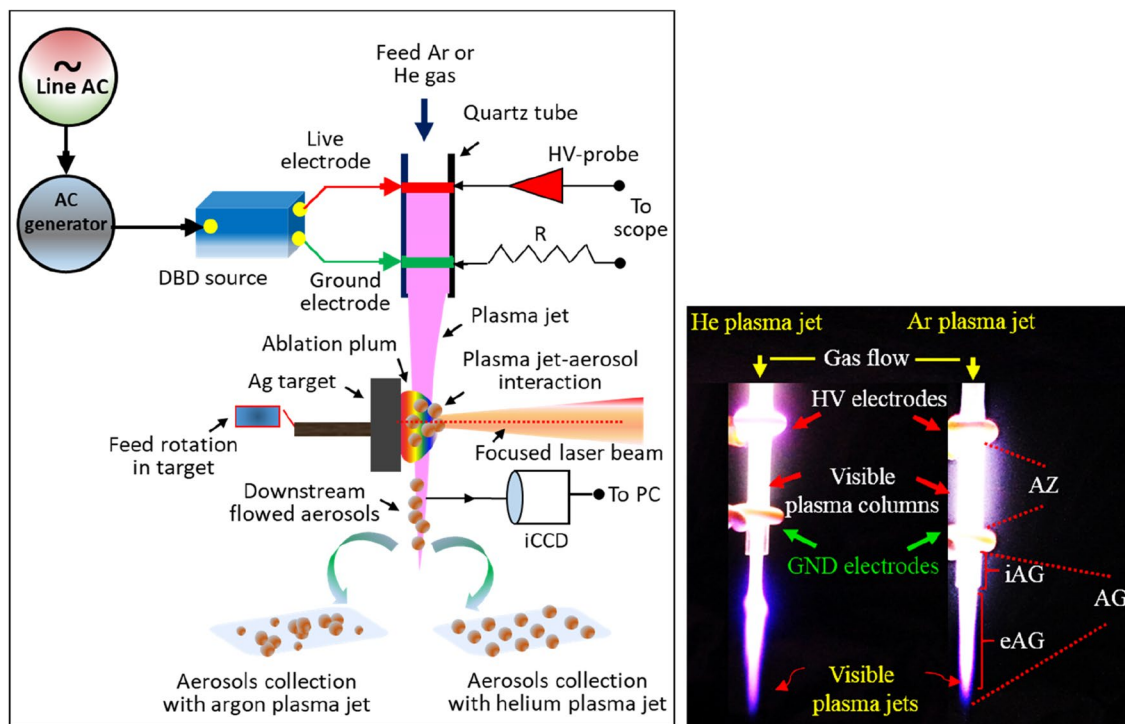 ~
Line AC
AC
generator
DBD source
Live
electrode
Ground
electrode
Feed Ar or
He gas
Quartz tube
HV-probe
To
scope
R
Plasma jet
Ablation plum
Ag target
Plasma jet-aerosol
interaction
Feed rotation
in target
Focused laser beam
Downstream
flowed aerosols
To PC
iCCD
Aerosols collection
with argon plasma jet
Aerosols collection
with helium plasma jet
He plasma jet
Ar plasma jet
Gas flow
HV electrodes
Visible
plasma columns
AZ
GND electrodes
iAG
AG
eAG
Visible
plasma jets